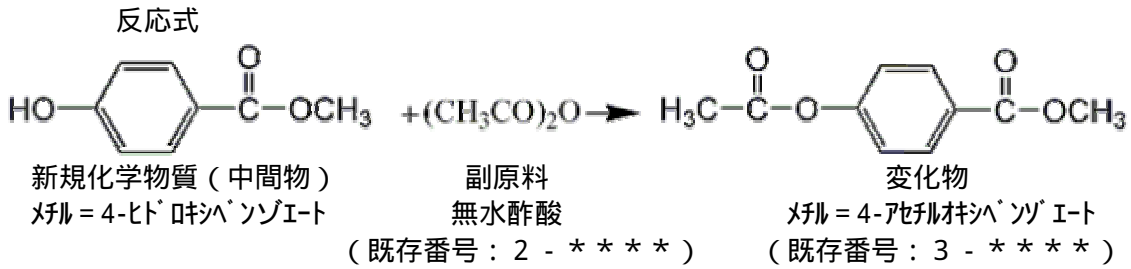 反応式
HO C O OCH₃ +(CH₃CO)₂O→ H₃C C O O C O OCH₃
新規化学物質(中間物) 副原料 変化物
メチル=4-ヒドロキシベンゾエート 無水酢酸 メチル=4-アセチルオキシベンゾエート
(既存番号:2-****) (既存番号:3-****)